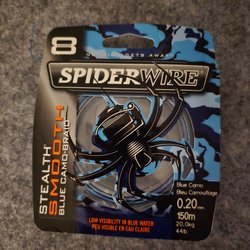 8
SPIDERWIRE
STEALTH
SMOOTH
BLUE CAMO-BRAID
Blue Camo
Bleu Camouflage
0.20mm
150m
20.0kg
44lb
LOW VISIBILITY IN BLUE WATER
PEU VISIBLE EN EAU CLAIRE